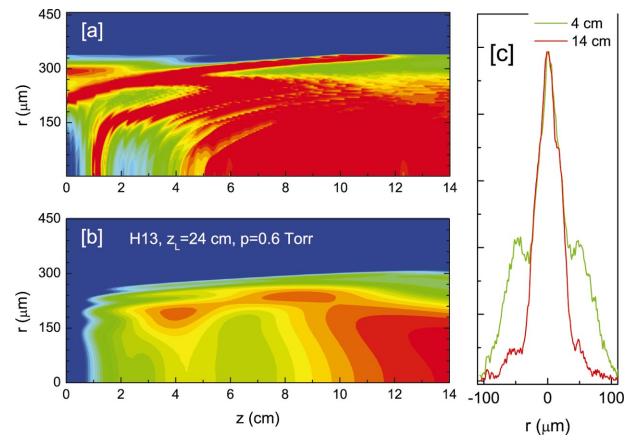 [a]
450
300
150
r (μm)
0 2 4 6 8 10 12 14
[b]
H13, z_L=24 cm, p=0.6 Torr
450
300
150
0
r (μm)
0 2 4 6 8 10 12 14
z (cm)
[c]
4 cm
14 cm
-100 0 100
r (μm)